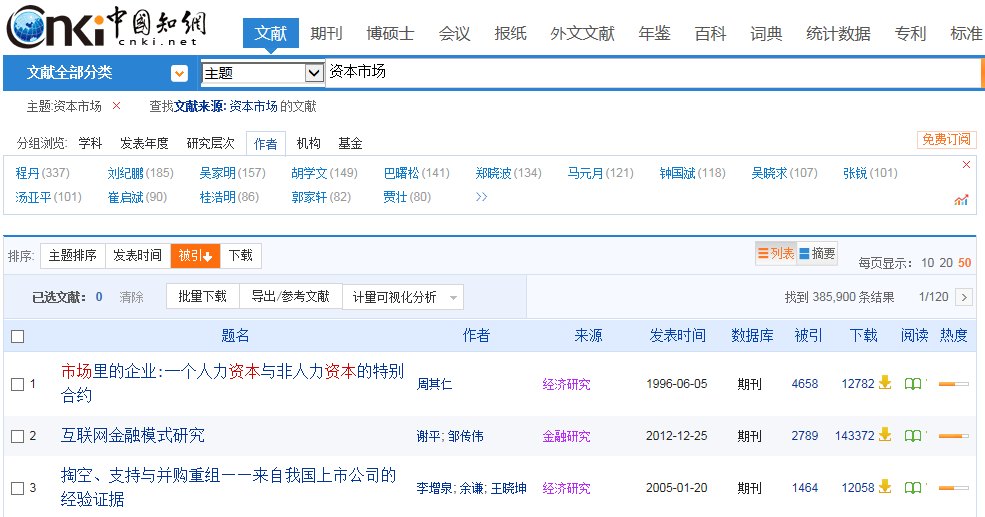 Cnki 中國知網
cnki.net
文献 期刊 博硕士 会议 报纸 外文文献 年鉴 百科 词典 统计数据 专利 标准
文献全部分类 主题 资本市场
主题:资本市场 × 查找文献来源: 资本市场 的文献
分组浏览: 学科 发表年度 研究层次 作者 机构 基金 免费订阅
程丹(337) 刘纪鹏(185) 吴家明(157) 胡学文(149) 巴曙松(141) 郑晓波(134) 马元月(121) 钟国斌(118) 吴晓求(107) 张锐(101)
汤亚平(101) 崔启斌(90) 桂浩明(86) 郭家轩(82) 贾壮(80) >>
排序: 主题排序 发表时间 被引 下载 列表 摘要 每页显示: 10 20 50
已选文献: 0 清除 批量下载 导出/参考文献 计量可视化分析 找到 385,900 条结果 1/120 >
题名 作者 来源 发表时间 数据库 被引 下载 阅读 热度
1 市场里的企业:一个人力资本与非人力资本的特别
合约 周其仁 经济研究 1996-06-05 期刊 4658 12782
2 互联网金融模式研究 谢平; 邹传伟 金融研究 2012-12-25 期刊 2789 143372
3 掏空、支持与并购重组——来自我国上市公司的
经验证据 李增泉; 余谦; 王晓坤 经济研究 2005-01-20 期刊 1464 12058